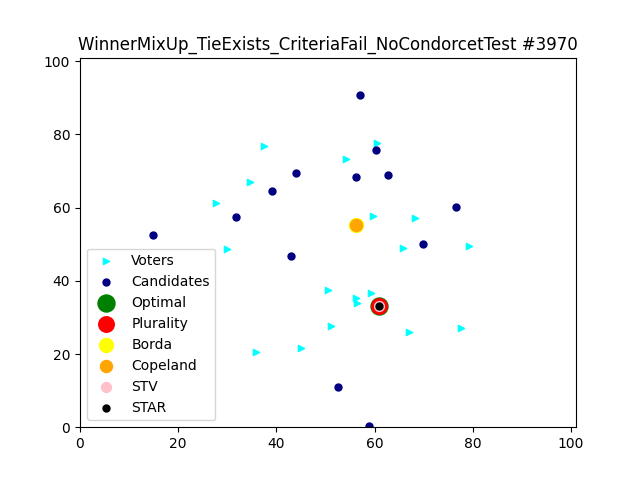 WinnerMixUp_TieExists_CriteriaFail_NoCondorcetTest #3970
100
80
60
40
20
0
Voters
Candidates
Optimal
Plurality
Borda
Copeland
STV
STAR
0 20 40 60 80 100